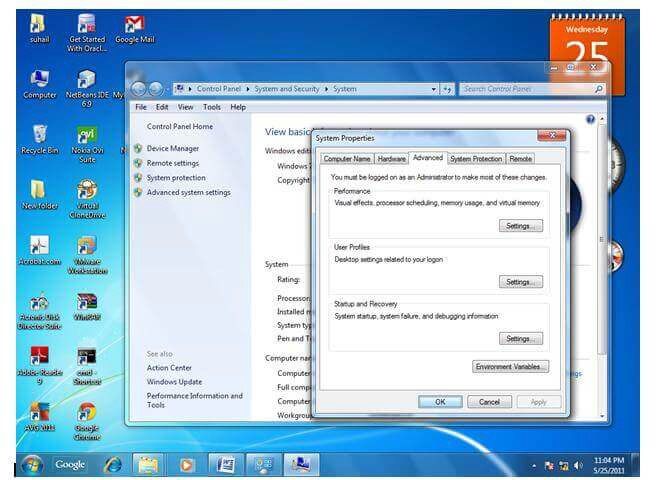 suhail
Get Started With Oracl...
Google Mail
Wednesday
25
Computer
NetBeans IDE 6.9
My
Recycle Bin
Nokia Ovi Suite
N
New folder
Virtual CloneDrive
Acrobat.com
VMware Workstation
Acronis Disk Director Suite
WinRAR
Adobe Reader 9
cmd - Shortcut
AVG 2011
Google Chrome
Control Panel
System and Security
System
Search Control Panel
File Edit View Tools Help
Control Panel Home
Device Manager
Remote settings
System protection
Advanced system settings
See also
Action Center
Windows Update
Performance Information and Tools
View basic
Windows editi
Windows 7
Copyright
System
Rating:
Processor:
Installed m
System typ
Pen and T
Computer nam
Computer
Full comp
Computer
Workgrou
ngs
System Properties
Computer Name Hardware Advanced System Protection Remote
You must be logged on as an Administrator to make most of these changes.
Performance
Visual effects, processor scheduling, memory usage, and virtual memory
Settings...
User Profiles
Desktop settings related to your logon
Settings...
Startup and Recovery
System startup, system failure, and debugging information
Settings...
Environment Variables...
OK Cancel Apply
Google
11:04 PM
5/25/2011